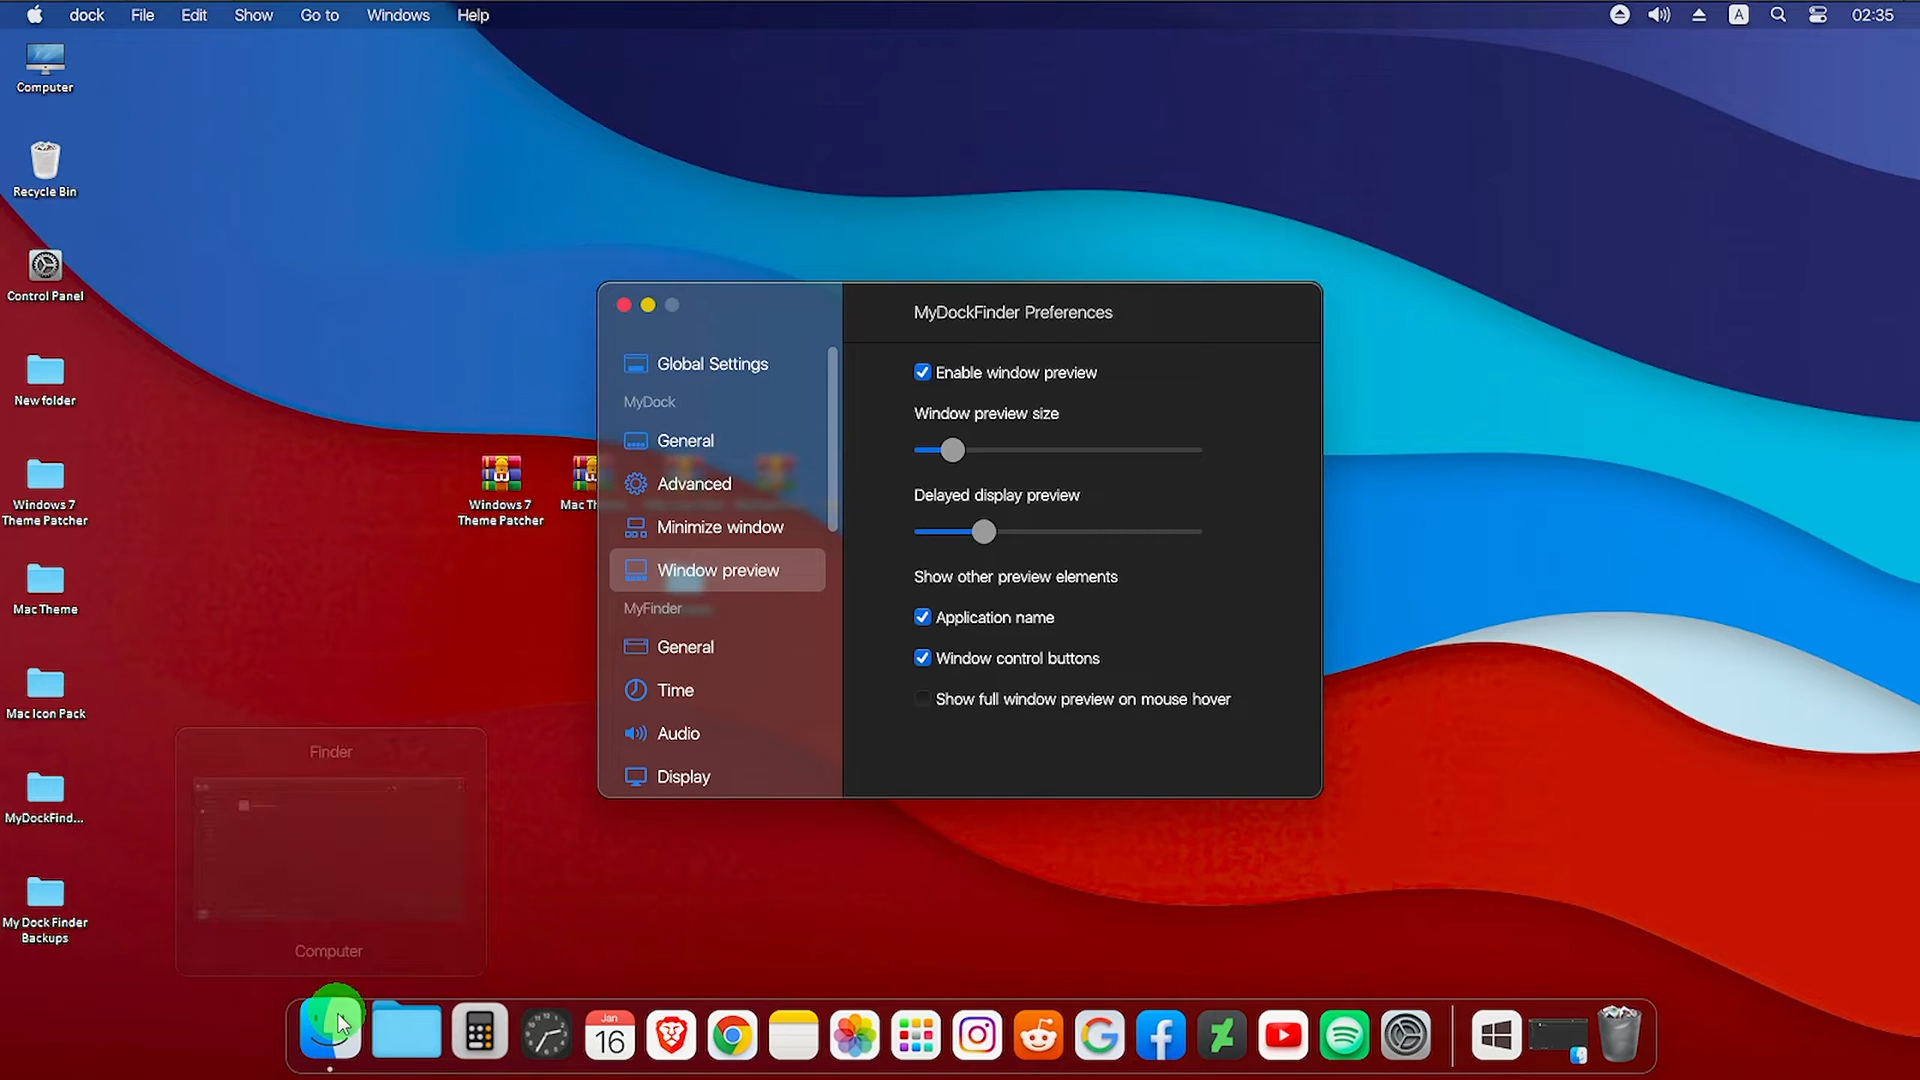 dock File Edit Show Go to Windows Help
A 02:35
Computer
Recycle Bin
Control Panel
New folder
Windows 7
Theme Patcher
Mac Theme
Mac Icon Pack
MyDockFind...
My Dock Finder
Backups
Windows 7
Theme Patcher
Mac Th
Global Settings
MyDock
General
Advanced
Minimize window
Window preview
MyFinder
General
Time
Audio
Display
MyDockFinder Preferences
Enable window preview
Window preview size
Delayed display preview
Show other preview elements
Application name
Window control buttons
Show full window preview on mouse hover
Finder
Computer
Jan
16